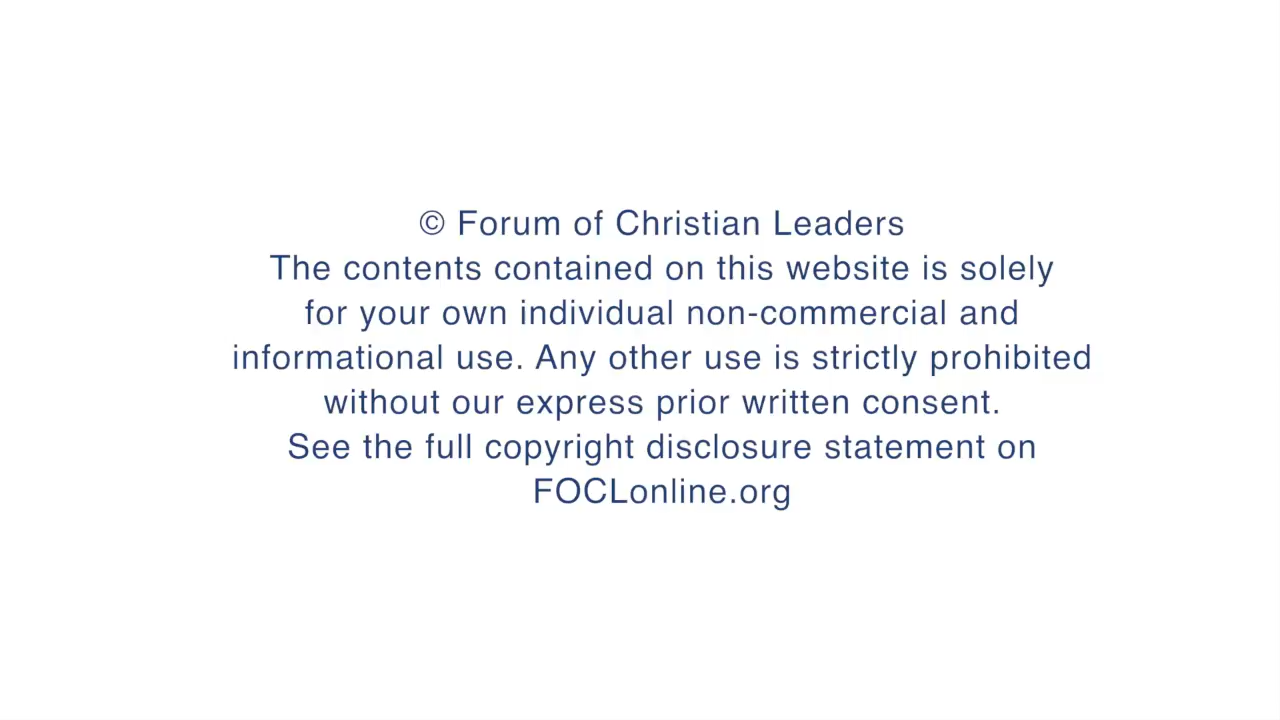 © Forum of Christian Leaders
The contents contained on this website is solely
for your own individual non-commercial and
informational use. Any other use is strictly prohibited
without our express prior written consent.
See the full copyright disclosure statement on
FOCLonline.org